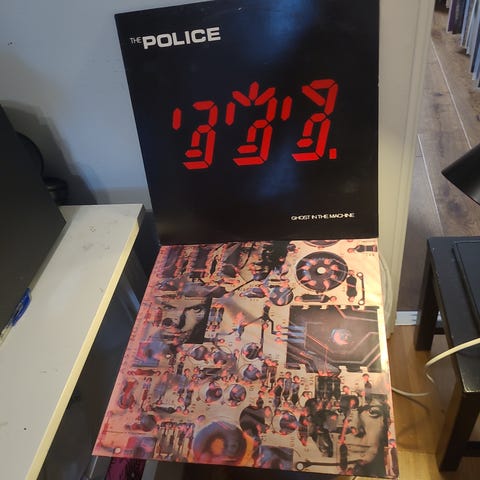 THE POLICE
GHOST IN THE MACHINE